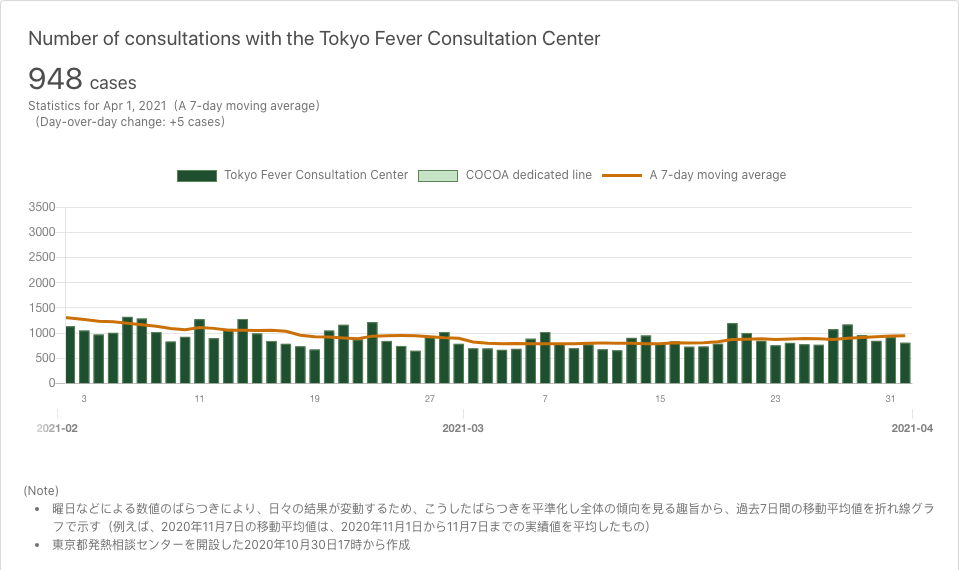 Number of consultations with the Tokyo Fever Consultation Center
948 cases
Statistics for Apr 1, 2021（A 7-day moving average）
（Day-over-day change: +5 cases）
Tokyo Fever Consultation Center COCOA dedicated line A 7-day moving average
3500
3000
2500
2000
1500
1000
500
0
3 11 19 27 7 15 23 31
2021-02 2021-03 2021-04
(Note)
• 曜日などによる数値のばらつきにより、日々の結果が変動するため、こうしたばらつきを平準化し全体の傾向を見る趣旨から、過去7日間の移動平均値を折れ線グラ
フで示す（例えば、2020年11月7日の移動平均値は、2020年11月1日から11月7日までの実績値を平均したもの）
• 東京都発熱相談センターを開設した2020年10月30日17時から作成